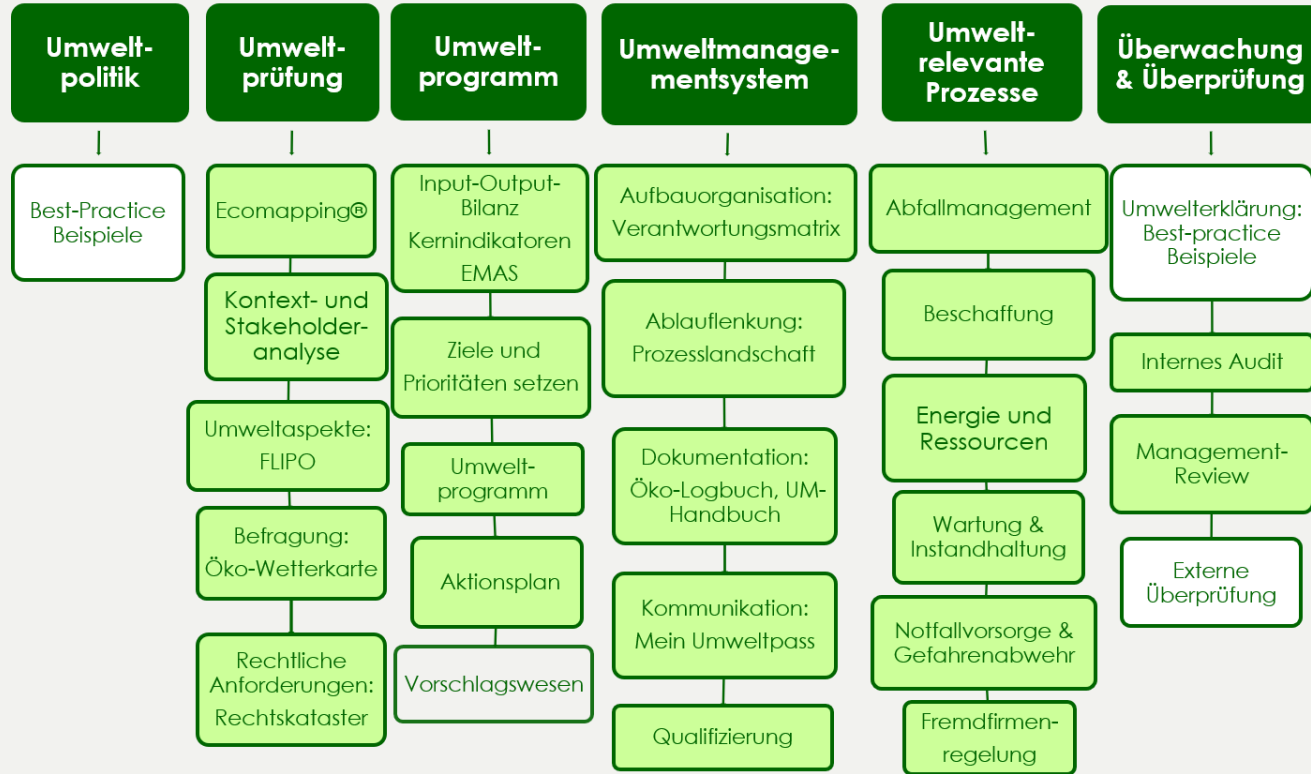 Umwelt-
politik
Best-Practice
Beispiele
Umwelt-
prüfung
Ecomapping®
Kontext- und
Stakeholder-
analyse
Umweltaspekte:
FLIPO
Befragung:
Öko-Wetterkarte
Rechtliche
Anforderungen:
Rechtskataster
Umwelt-
programm
Input-Output-
Bilanz
Kernindikatoren
EMAS
Ziele und
Prioritäten setzen
Umwelt-
programm
Aktionsplan
Vorschlagswesen
Umweltmanage-
mentsystem
Aufbauorganisation:
Verantwortungsmatrix
Ablauflenkung:
Prozesslandschaft
Dokumentation:
Öko-Logbuch, UM-
Handbuch
Kommunikation:
Mein Umweltpass
Qualifizierung
Umwelt-
relevante
Prozesse
Abfallmanagement
Beschaffung
Energie und
Ressourcen
Wartung &
Instandhaltung
Notfallvorsorge &
Gefahrenabwehr
Fremdfirmen-
regelung
Überwachung
& Überprüfung
Umwelterklärung:
Best-practice
Beispiele
Internes Audit
Management-
Review
Externe
Überprüfung